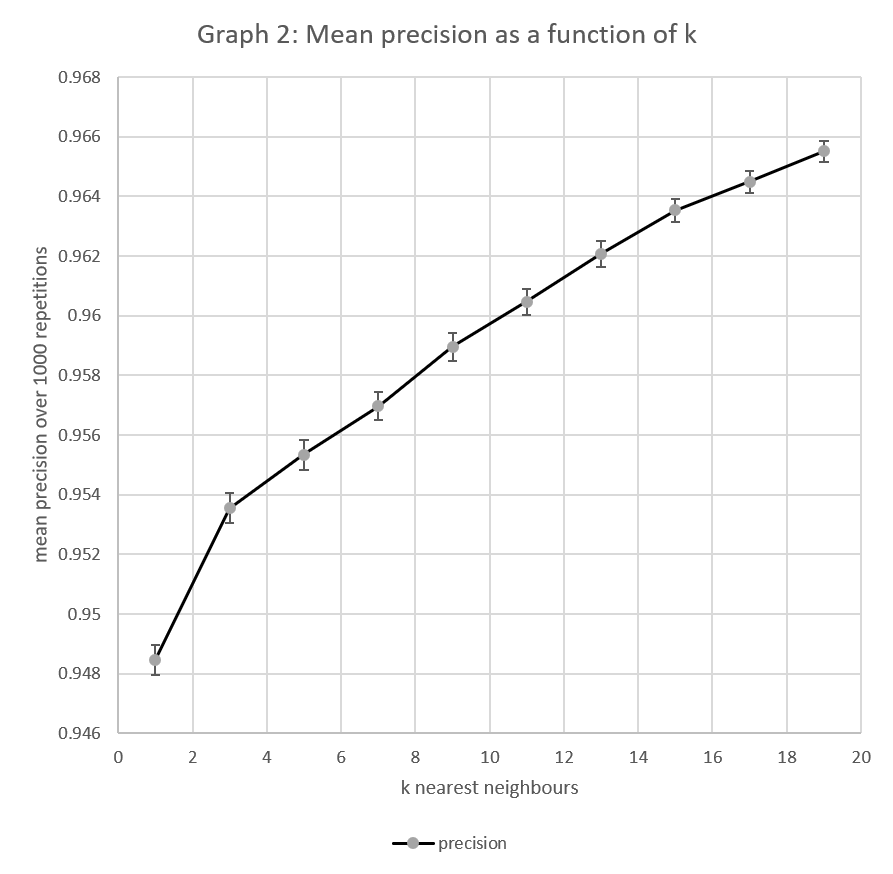 Graph 2: Mean precision as a function of k
0.968
0.966
0.964
0.962
0.96
0.958
0.956
0.954
0.952
0.95
0.948
0.946
mean precision over 1000 repetitions
0 2 4 6 8 10 12 14 16 18 20
k nearest neighbours
precision